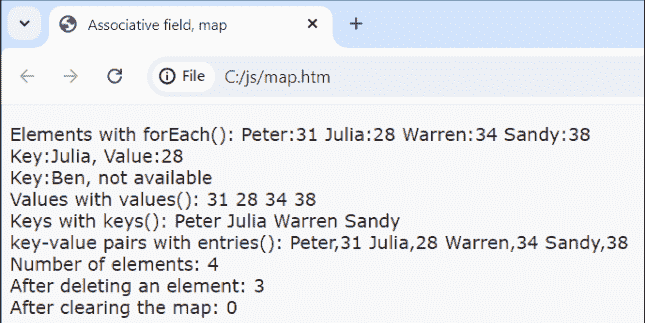 Associative field, map
File C:/js/map.htm
Elements with forEach(): Peter:31 Julia:28 Warren:34 Sandy:38
Key:Julia, Value:28
Key:Ben, not available
Values with values(): 31 28 34 38
Keys with keys(): Peter Julia Warren Sandy
key-value pairs with entries(): Peter,31 Julia,28 Warren,34 Sandy,38
Number of elements: 4
After deleting an element: 3
After clearing the map: 0